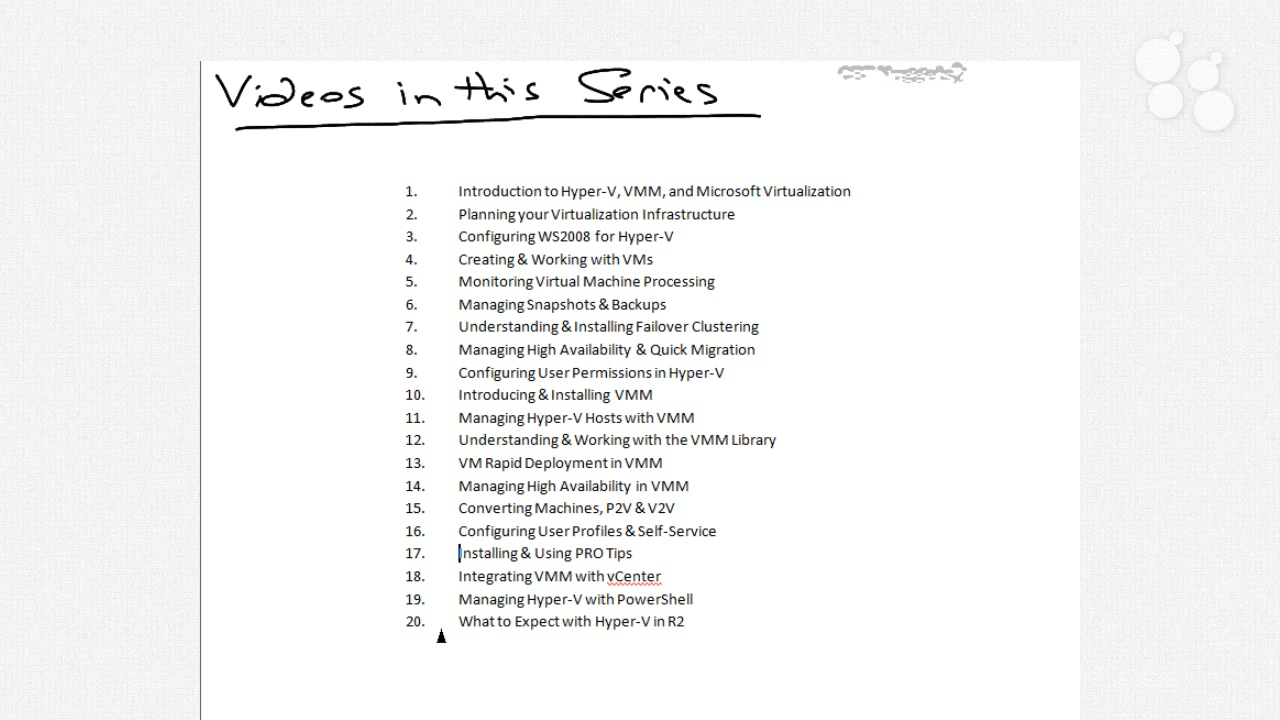 Videos in this Series
1. Introduction to Hyper-V, VMM, and Microsoft Virtualization
2. Planning your Virtualization Infrastructure
3. Configuring WS2008 for Hyper-V
4. Creating & Working with VMs
5. Monitoring Virtual Machine Processing
6. Managing Snapshots & Backups
7. Understanding & Installing Failover Clustering
8. Managing High Availability & Quick Migration
9. Configuring User Permissions in Hyper-V
10. Introducing & Installing VMM
11. Managing Hyper-V Hosts with VMM
12. Understanding & Working with the VMM Library
13. VM Rapid Deployment in VMM
14. Managing High Availability in VMM
15. Converting Machines, P2V & V2V
16. Configuring User Profiles & Self-Service
17. Installing & Using PRO Tips
18. Integrating VMM with vCenter
19. Managing Hyper-V with PowerShell
20. What to Expect with Hyper-V in R2